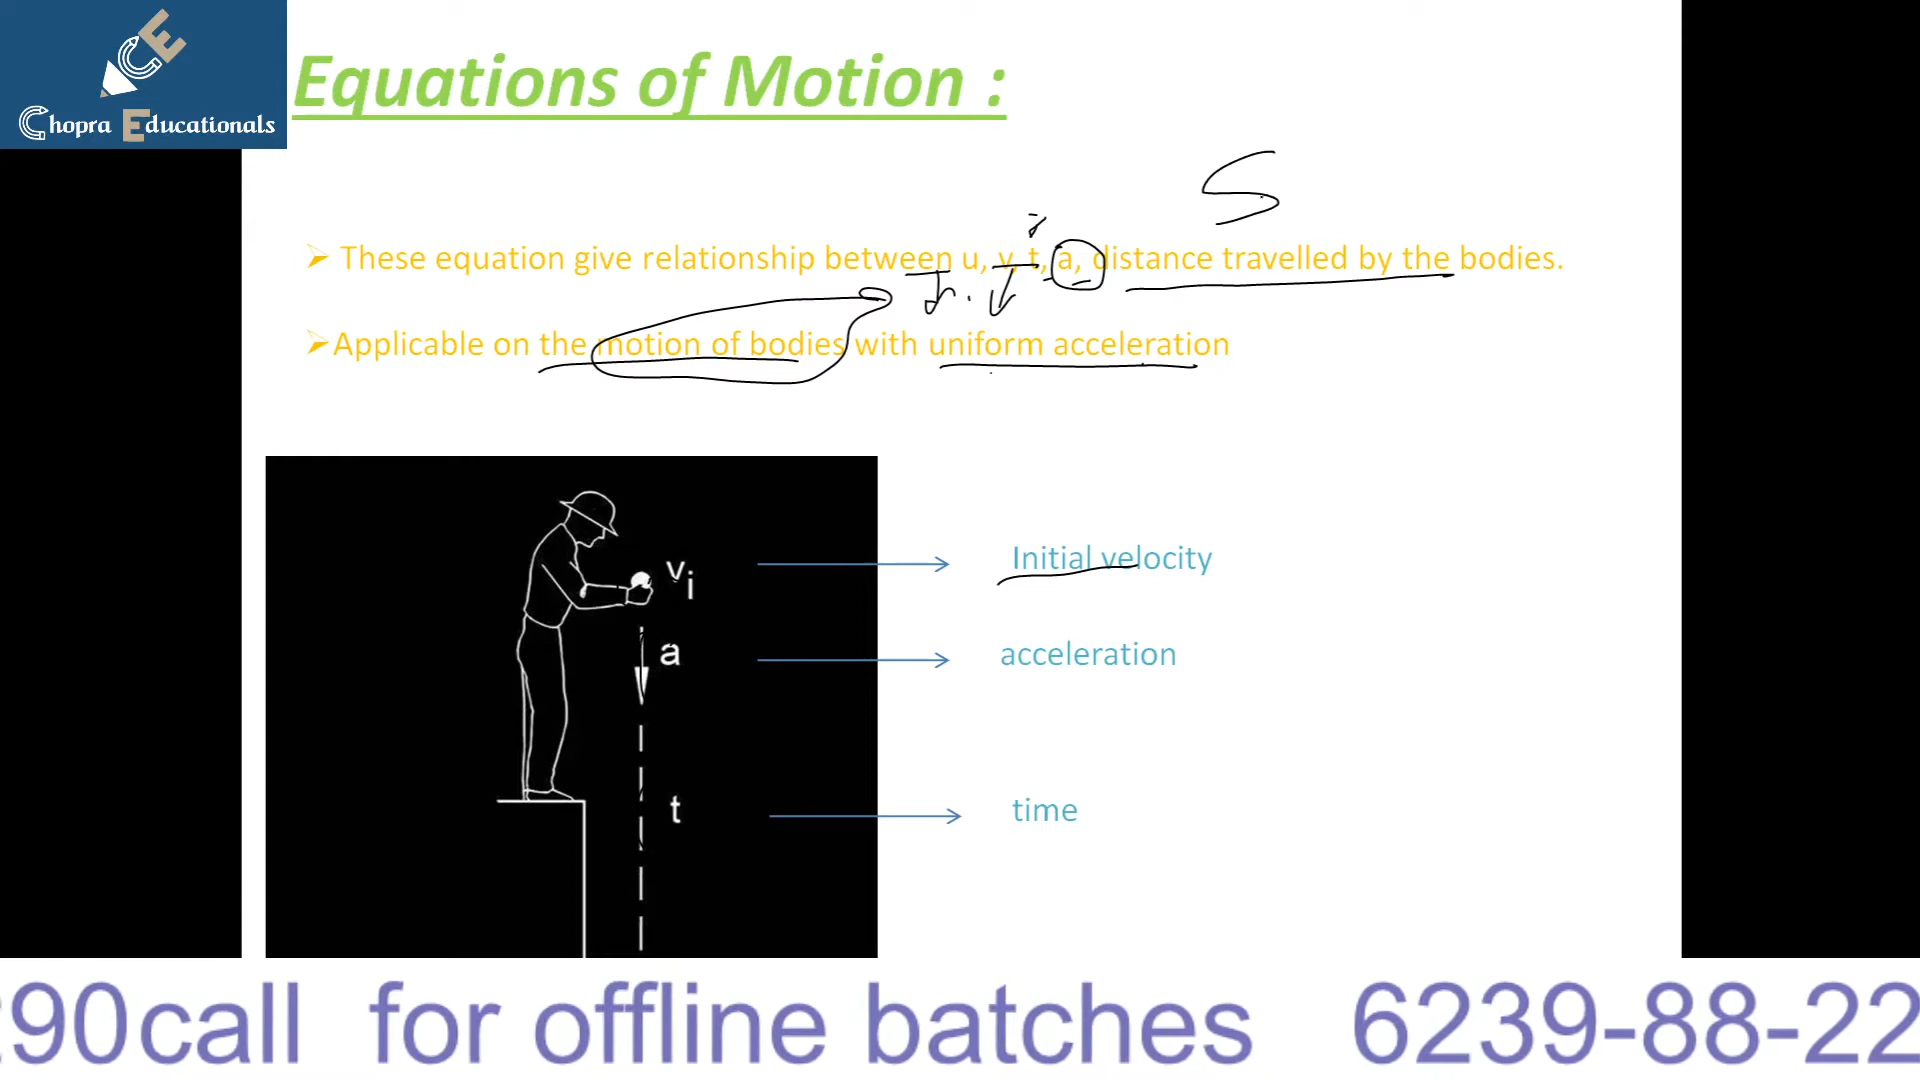 Chopra Educationals
Equations of Motion :
S
➢ These equation give relationship between u, v, t, a, distance travelled by the bodies.
➢Applicable on the motion of bodies with uniform acceleration
vi
Initial velocity
a
acceleration
t
time
90call for offline batches 6239-88-22